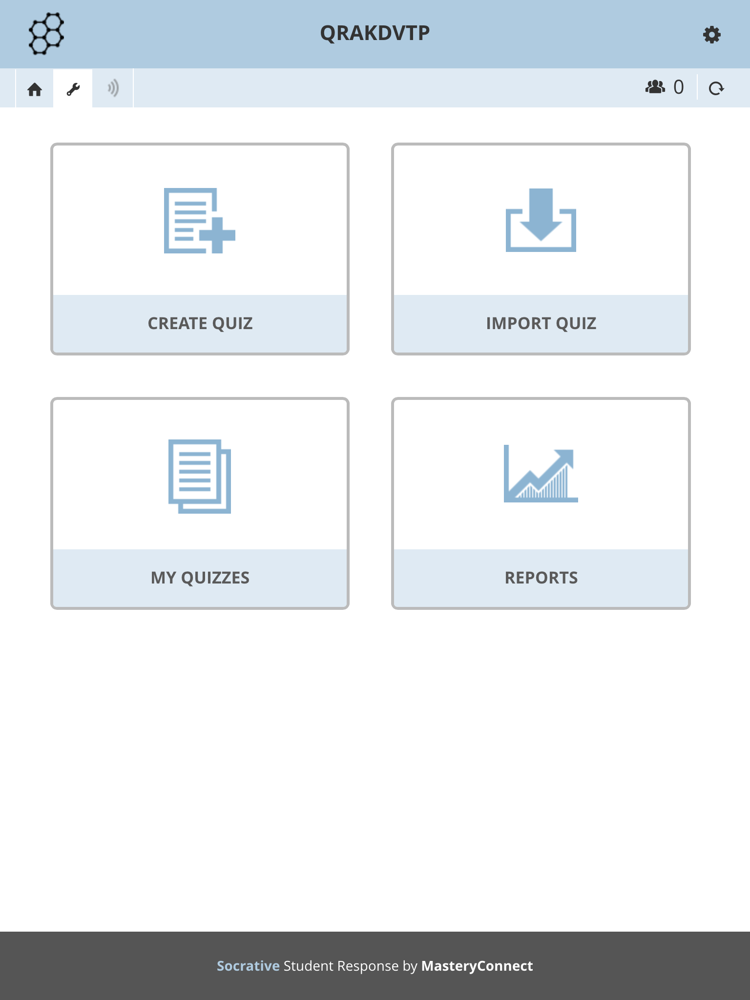 QRAKDVTP
0
CREATE QUIZ
IMPORT QUIZ
MY QUIZZES
REPORTS
Socrative Student Response by MasteryConnect